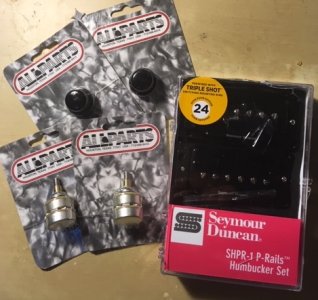 ALLPARTS
ALLPARTS
ALLPARTS
ALLPARTS
TRIPLE SHOT
24
Seymour
Duncan
SHPR-1 P-Rails™
Humbucker Set